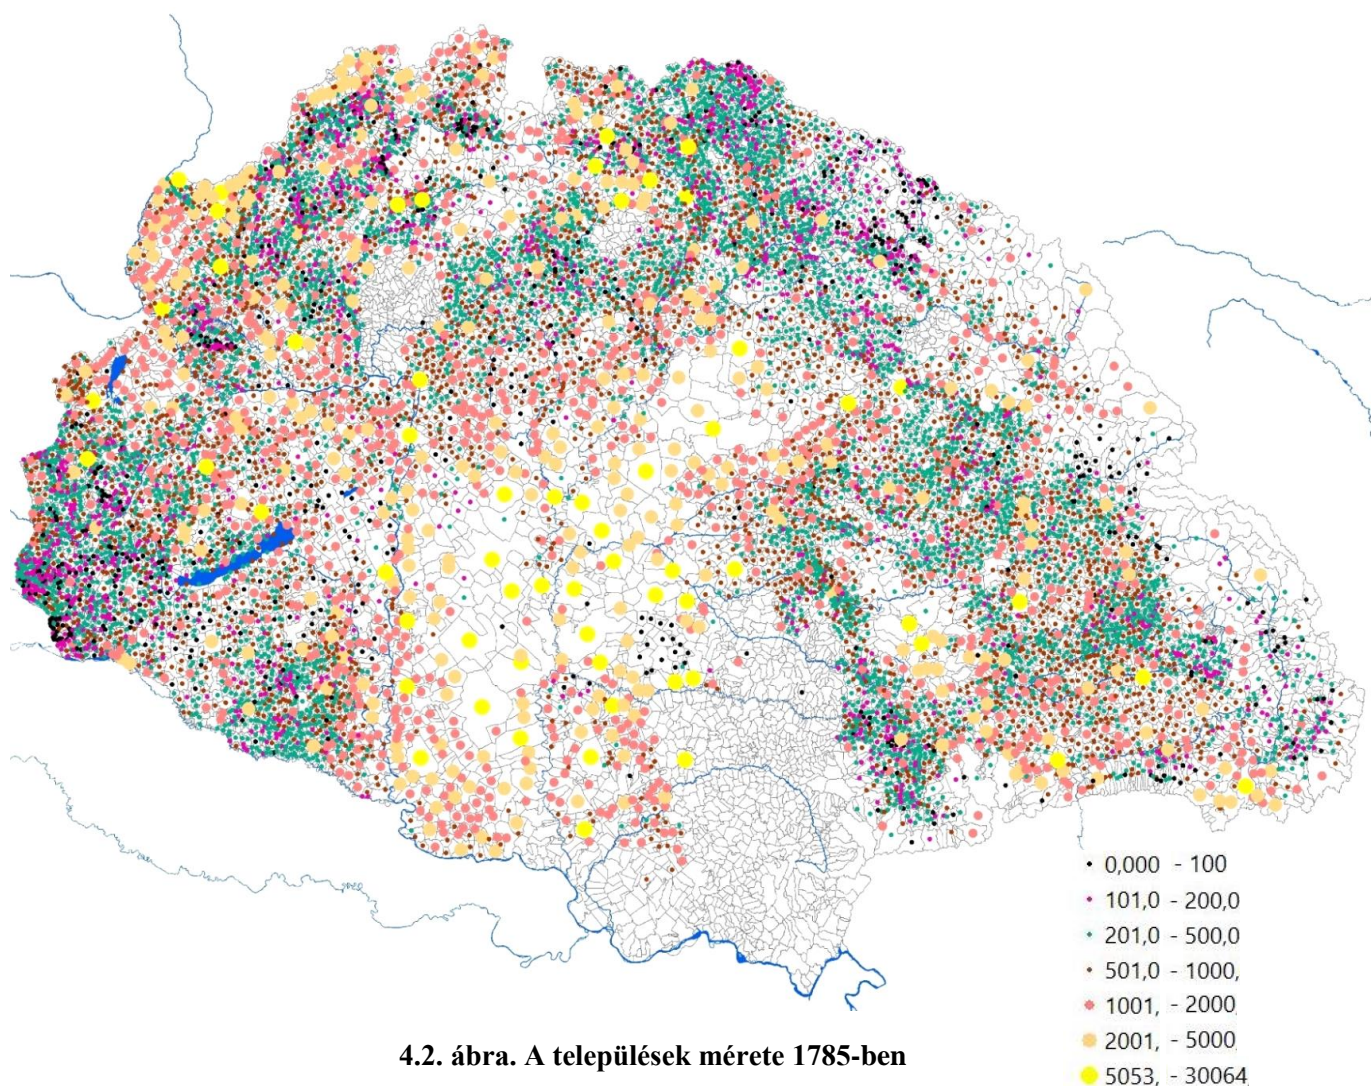 0,000 - 100
101,0 - 200,0
201,0 - 500,0
501,0 - 1000,
1001, - 2000,
2001, - 5000,
5053, - 30064
4.2. ábra. A települések mérete 1785-ben